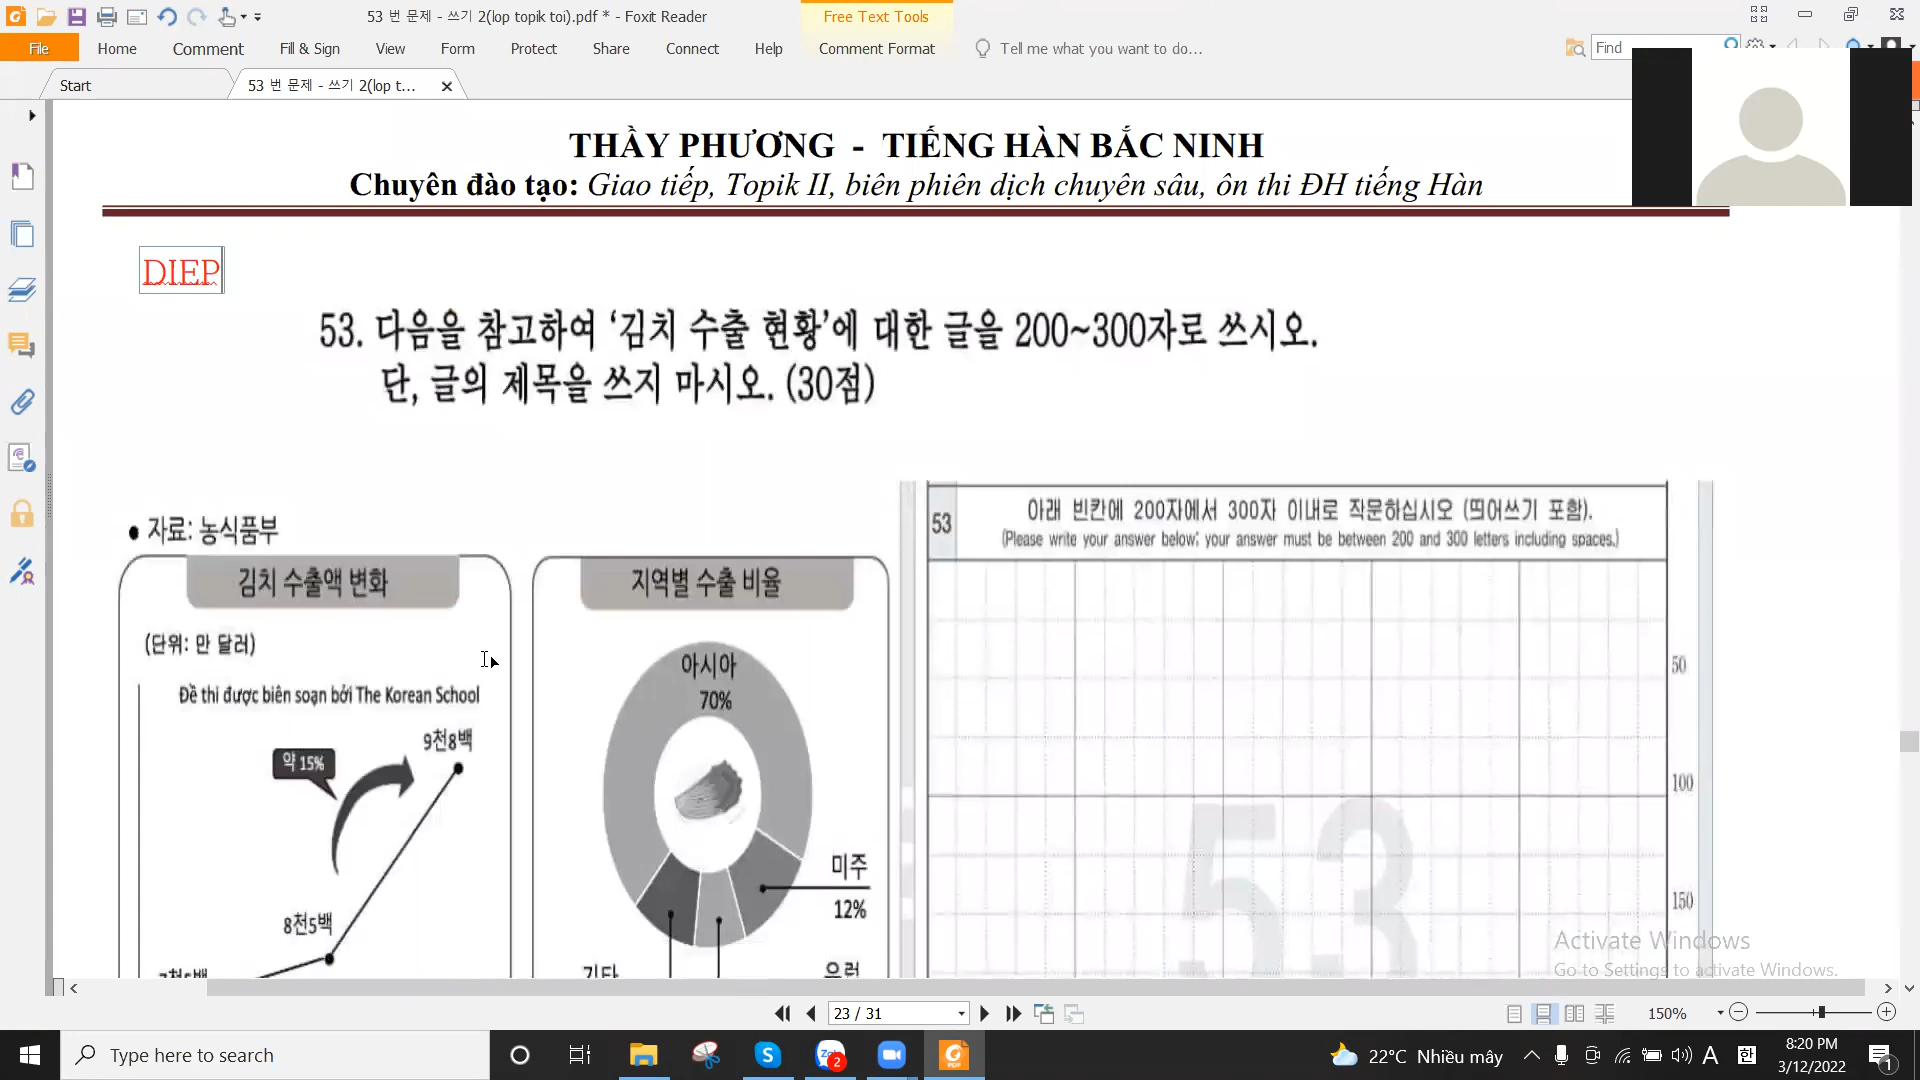 53 번 문제 - 쓰기 2(lop topik toi).pdf * - Foxit Reader
Free Text Tools
File
Home
Comment
Fill & Sign
View
Form
Protect
Share
Connect
Help
Comment Format
Tell me what you want to do...
Find
Start
53 번 문제 - 쓰기 2(lop t...
THẦY PHƯƠNG - TIẾNG HÀN BẮC NINH
Chuyên đào tạo: Giao tiếp, Topik II, biên phiên dịch chuyên sâu, ôn thi ĐH tiếng Hàn
DIEP
53. 다음을 참고하여 ‘김치 수출 현황’에 대한 글을 200~300자로 쓰시오.
단, 글의 제목을 쓰지 마시오. (30점)
● 자료: 농식품부
김치 수출액 변화
(단위: 만 달러)
Đề thi được biên soạn bởi The Korean School
약 15%
9천8백
8천5백
지역별 수출 비율
아시아
70%
미주
12%
기타
유럽
53
아래 빈칸에 200자에서 300자 이내로 작문하십시오 (띄어쓰기 포함).
(Please write your answer below; your answer must be between 200 and 300 letters including spaces.)
50
100
150
53
Activate Windows
Go to Settings to activate Windows.
23 / 31
150%
Type here to search
2
22°C Nhiều mây
A
한
8:20 PM
3/12/2022
1